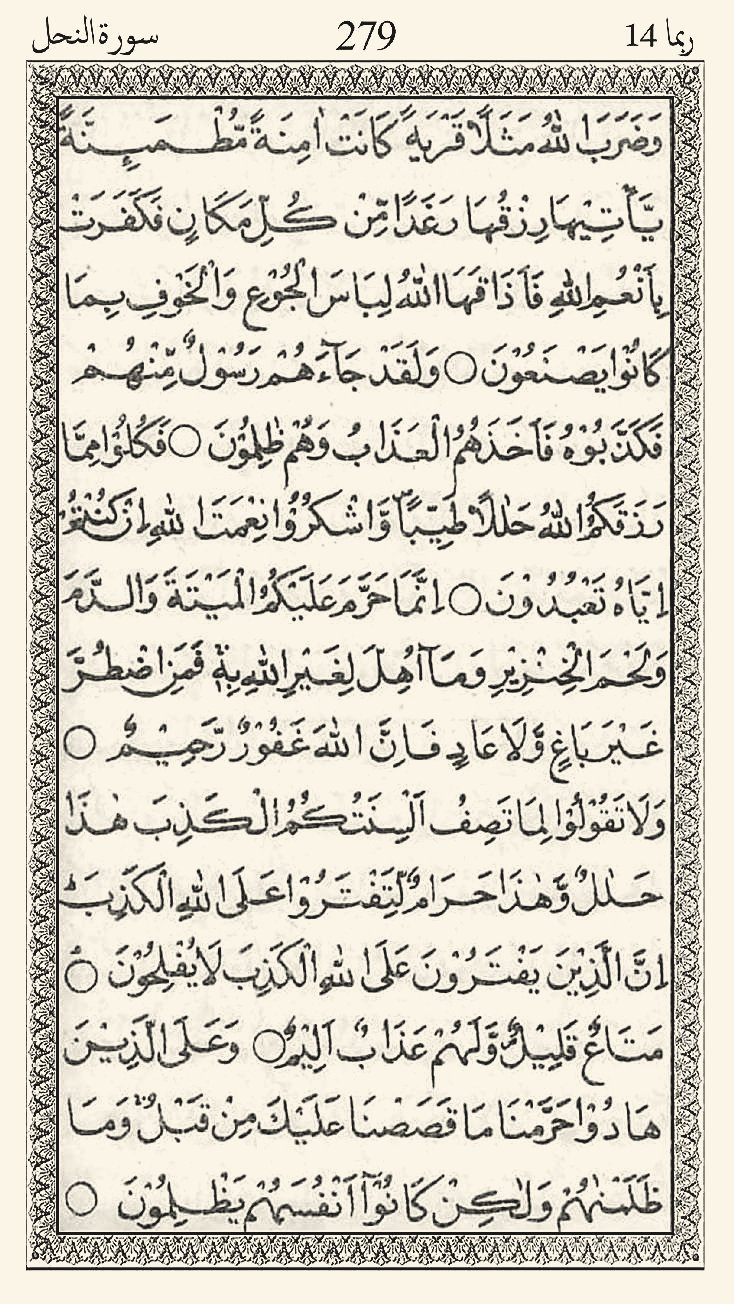 ربما 14 279 سورة النحل
وَضَرَبَ اللّٰهُ مَثَلًا قَرْيَةً كَانَتْ اٰمِنَةً مُّطْمَىِٕنَّةً
يَّاْتِيْهَا رِزْقُهَا رَغَدًا مِّنْ كُلِّ مَكَانٍ فَكَفَرَتْ
بِاَنْعُمِ اللّٰهِ فَاَذَاقَهَا اللّٰهُ لِبَاسَ الْجُوْعِ وَالْخَوْفِ بِمَا
كَانُوْا يَصْنَعُوْنَ ۝ وَلَقَدْ جَآءَهُمْ رَسُوْلٌ مِّنْهُمْ
فَكَذَّبُوْهُ فَاَخَذَهُمُ الْعَذَابُ وَهُمْ ظٰلِمُوْنَ ۝ فَكُلُوْا مِمَّا
رَزَقَكُمُ اللّٰهُ حَلٰلًا طَيِّبًا ۪ وَّاشْكُرُوْا نِعْمَتَ اللّٰهِ اِنْ كُنْتُمْ
اِيَّاهُ تَعْبُدُوْنَ ۝ اِنَّمَا حَرَّمَ عَلَيْكُمُ الْمَيْتَةَ وَالدَّمَ
وَلَحْمَ الْخِنْزِيْرِ وَمَآ اُهِلَّ لِغَيْرِ اللّٰهِ بِهٖ ۚ فَمَنِ اضْطُرَّ
غَيْرَ بَاغٍ وَّلَا عَادٍ فَاِنَّ اللّٰهَ غَفُوْرٌ رَّحِيْمٌ ۝
وَلَا تَقُوْلُوْا لِمَا تَصِفُ اَلْسِنَتُكُمُ الْكَذِبَ هٰذَا
حَلٰلٌ وَّهٰذَا حَرَامٌ لِّتَفْتَرُوْا عَلَى اللّٰهِ الْكَذِبَ ؕ
اِنَّ الَّذِيْنَ يَفْتَرُوْنَ عَلَى اللّٰهِ الْكَذِبَ لَا يُفْلِحُوْنَ ۝
مَتَاعٌ قَلِيْلٌ ۪ وَّلَهُمْ عَذَابٌ اَلِيْمٌ ۝ وَعَلَى الَّذِيْنَ
هَادُوْا حَرَّمْنَا مَا قَصَصْنَا عَلَيْكَ مِنْ قَبْلُ ۚ وَمَا
ظَلَمْنٰهُمْ وَلٰكِنْ كَانُوْٓا اَنْفُسَهُمْ يَظْلِمُوْنَ ۝